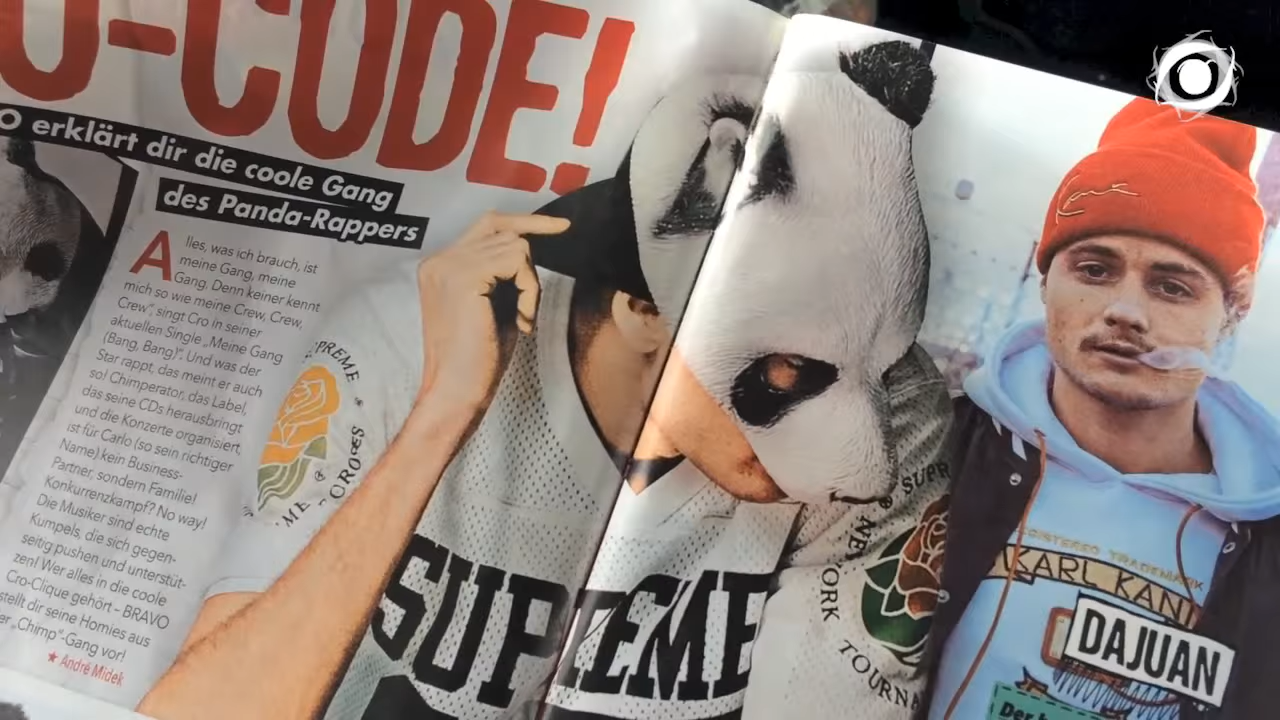 O-CODE!
O erklärt dir die coole Gang
des Panda-Rappers
Alles, was ich brauch, ist
meine Gang, meine
Gang. Denn keiner kennt
mich so wie meine Crew, Crew,
Crew“, singt Cro in seiner
aktuellen Single „Meine Gang
(Bang, Bang)“. Und was der
Star rappt, das meint er auch
so! Chimperator, das Label,
das seine CDs herausbringt
und die Konzerte organisiert,
ist für Carlo (so sein richtiger
Name) kein Business-
Partner, sondern Familie!
Konkurrenzkampf? No way!
Die Musiker sind echte
Kumpels, die sich gegen-
seitig pushen und unterstüt-
zen! Wer alles in die coole
Cro-Clique gehört – BRAVO
stellt dir seine Homies aus
er „Chimp“-Gang vor!
★ André Midek
SUPREME
KARL KANI
REGISTERED TRADEMARK
DAJUAN